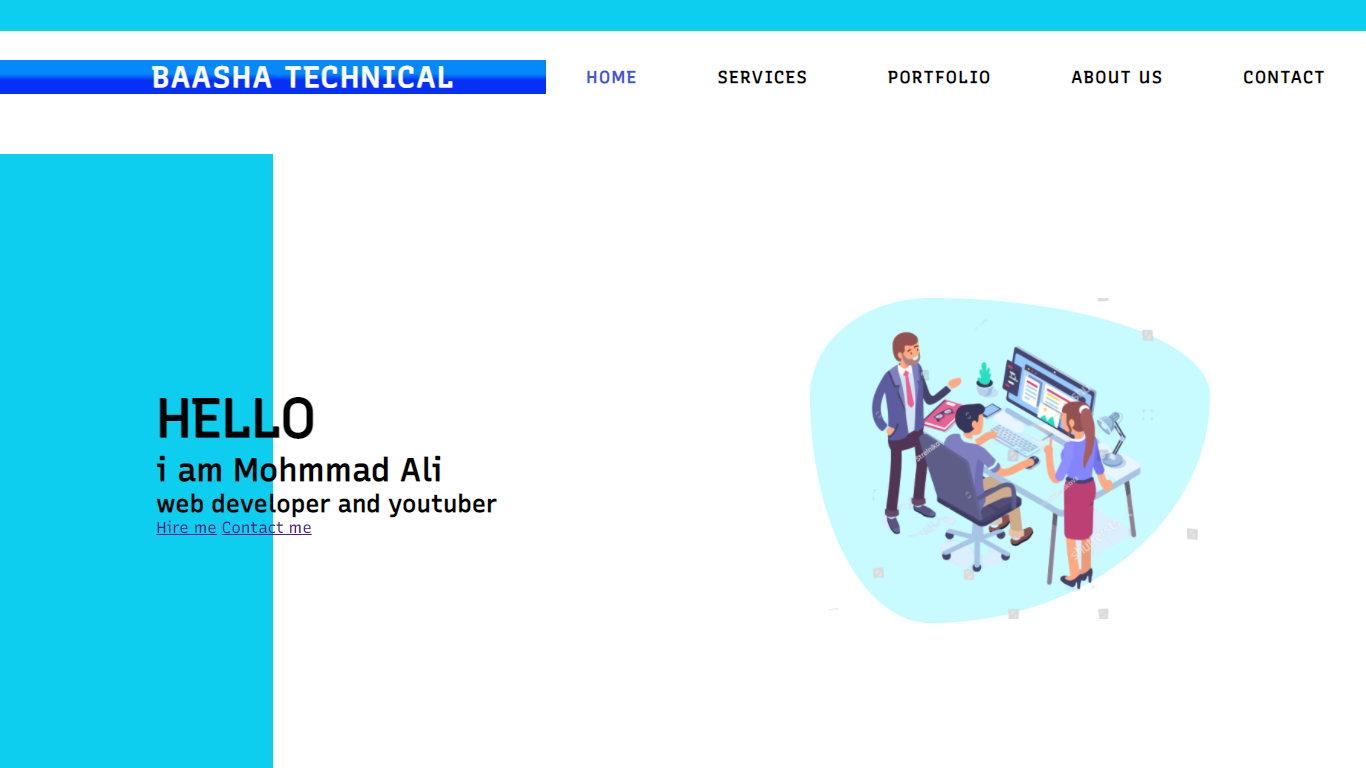 BAASHA TECHNICAL
HOME SERVICES PORTFOLIO ABOUT US CONTACT
HELLO
i am Mohmmad Ali
web developer and youtuber
Hire me Contact me